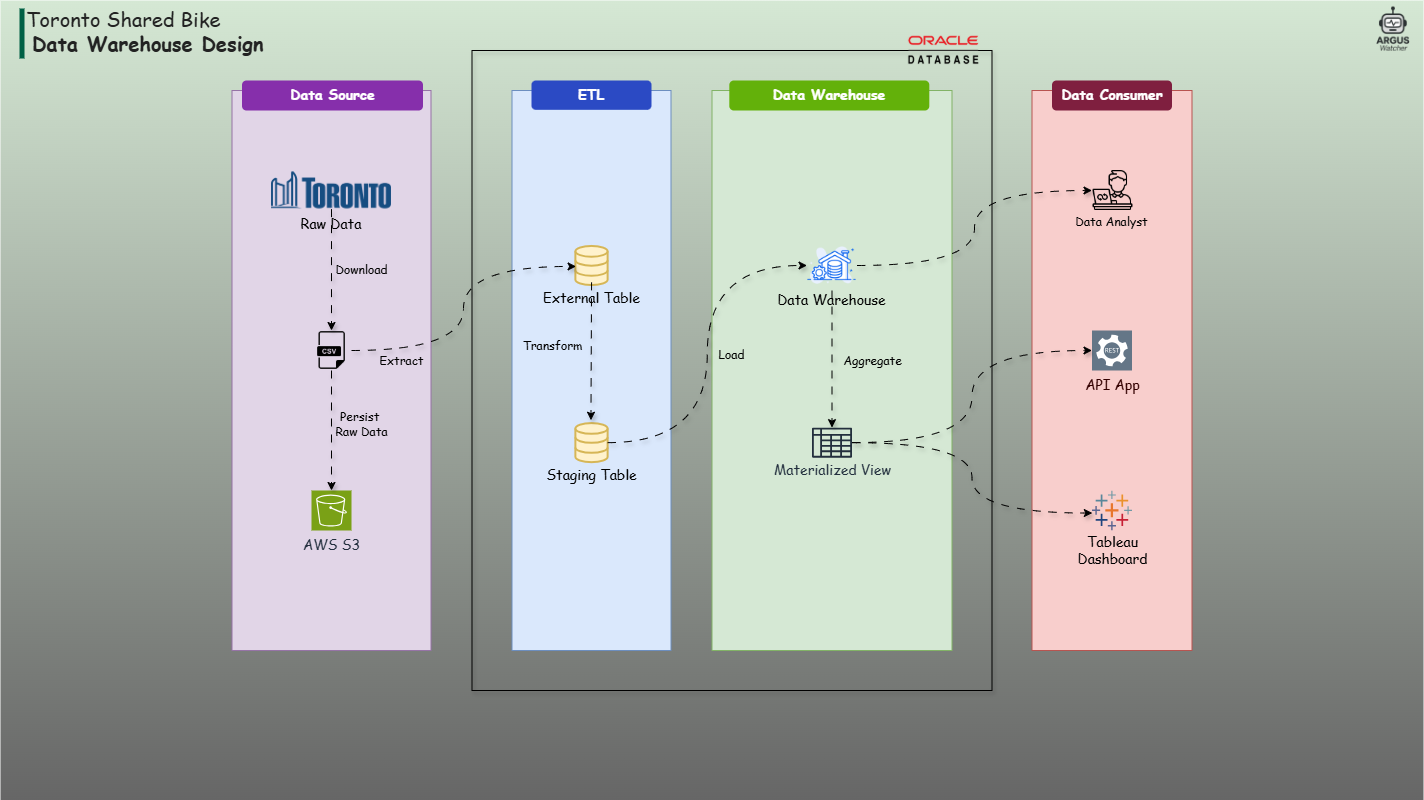 Toronto Shared Bike
Data Warehouse Design
ARGUS
Watcher
ORACLE
DATABASE
Data Source
ETL
Data Warehouse
Data Consumer
TORONTO
Raw Data
Download
CSV
Extract
Persist
Raw Data
AWS S3
External Table
Transform
Staging Table
Load
Data Warehouse
Aggregate
Materialized View
Data Analyst
REST
API App
Tableau
Dashboard